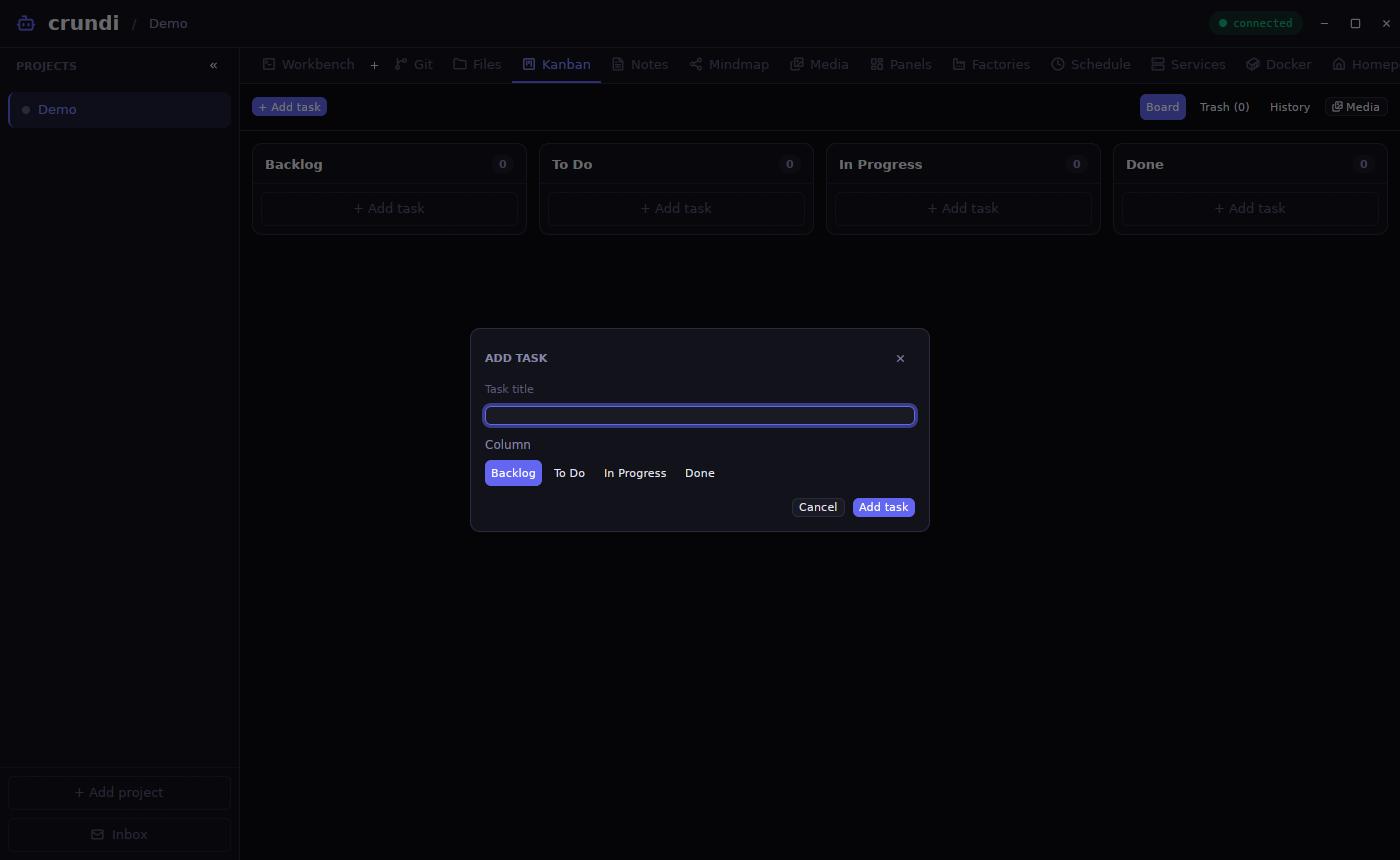 crundi / Demo
connected
PROJECTS «
Demo
+ Add project
Inbox
Workbench + Git Files Kanban Notes Mindmap Media Panels Factories Schedule Services Docker Homep
+ Add task
Board Trash (0) History Media
Backlog 0
+ Add task
To Do 0
+ Add task
In Progress 0
+ Add task
Done 0
+ Add task
ADD TASK
Task title
Column
Backlog To Do In Progress Done
Cancel Add task